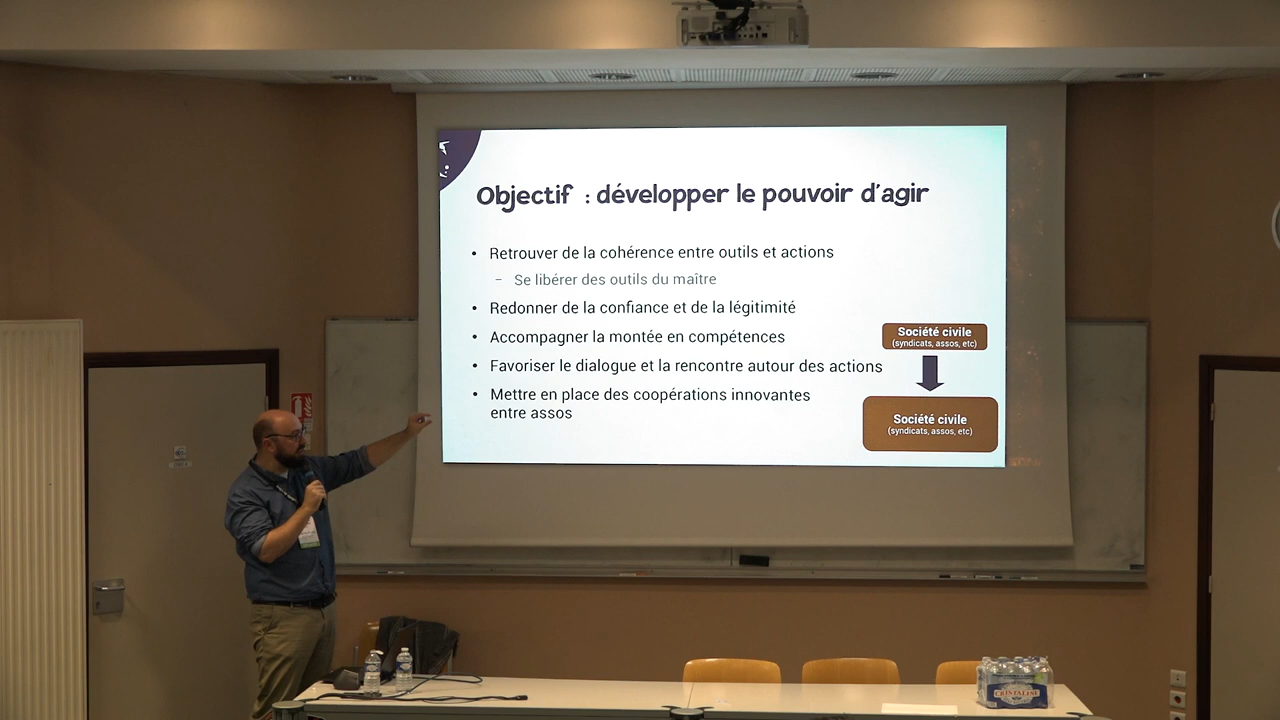 Objectif : développer le pouvoir d'agir
• Retrouver de la cohérence entre outils et actions
– Se libérer des outils du maître
• Redonner de la confiance et de la légitimité
• Accompagner la montée en compétences
• Favoriser le dialogue et la rencontre autour des actions
• Mettre en place des coopérations innovantes
entre assos
Société civile
(syndicats, assos, etc)
Société civile
(syndicats, assos, etc)
CRISTALINE